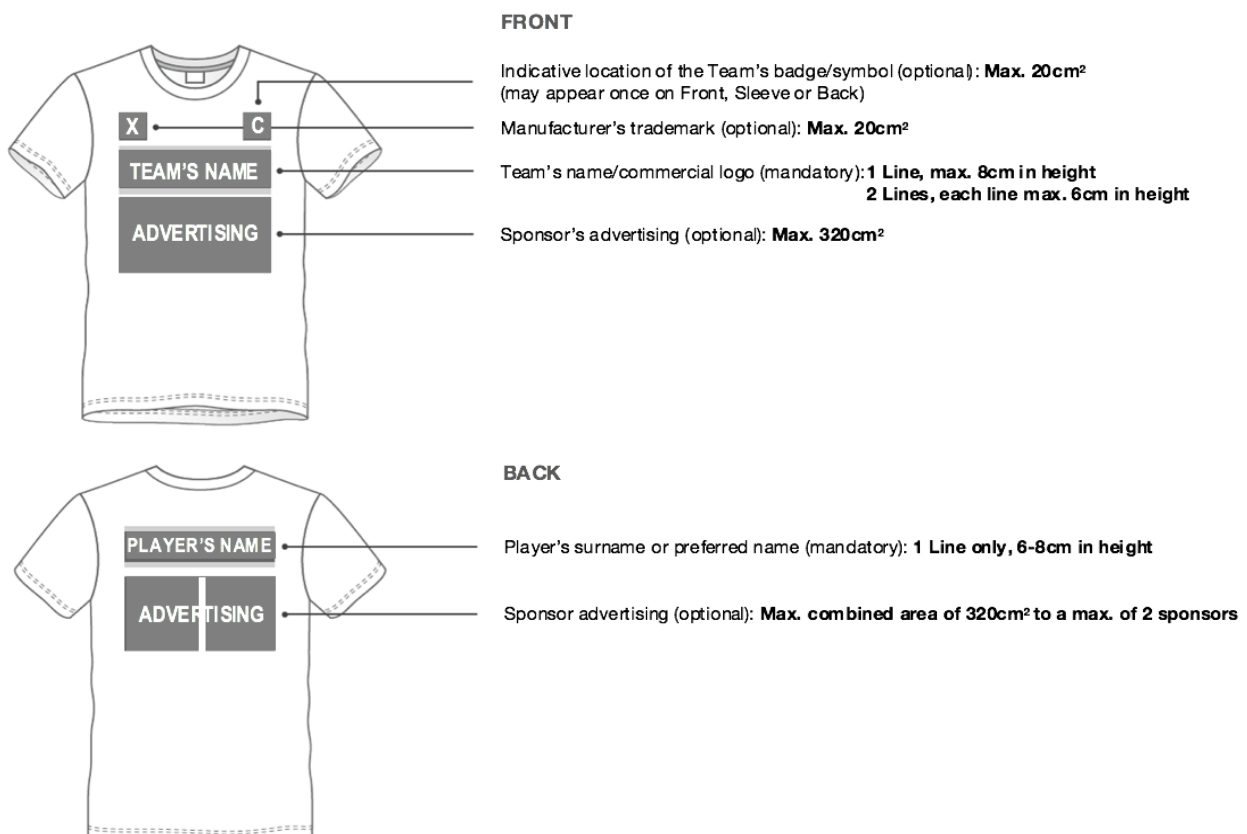 FRONT
Indicative location of the Team's badge/symbol (optional): Max. 20cm²
(may appear once on Front, Sleeve or Back)
X
C
Manufacturer's trademark (optional): Max. 20cm²
TEAM'S NAME
Team's name/commercial logo (mandatory): 1 Line, max. 8cm in height
2 Lines, each line max. 6cm in height
ADVERTISING
Sponsor's advertising (optional): Max. 320cm²
BACK
PLAYER'S NAME
Player's surname or preferred name (mandatory): 1 Line only, 6-8cm in height
ADVERTISING
Sponsor advertising (optional): Max. combined area of 320cm² to a max. of 2 sponsors